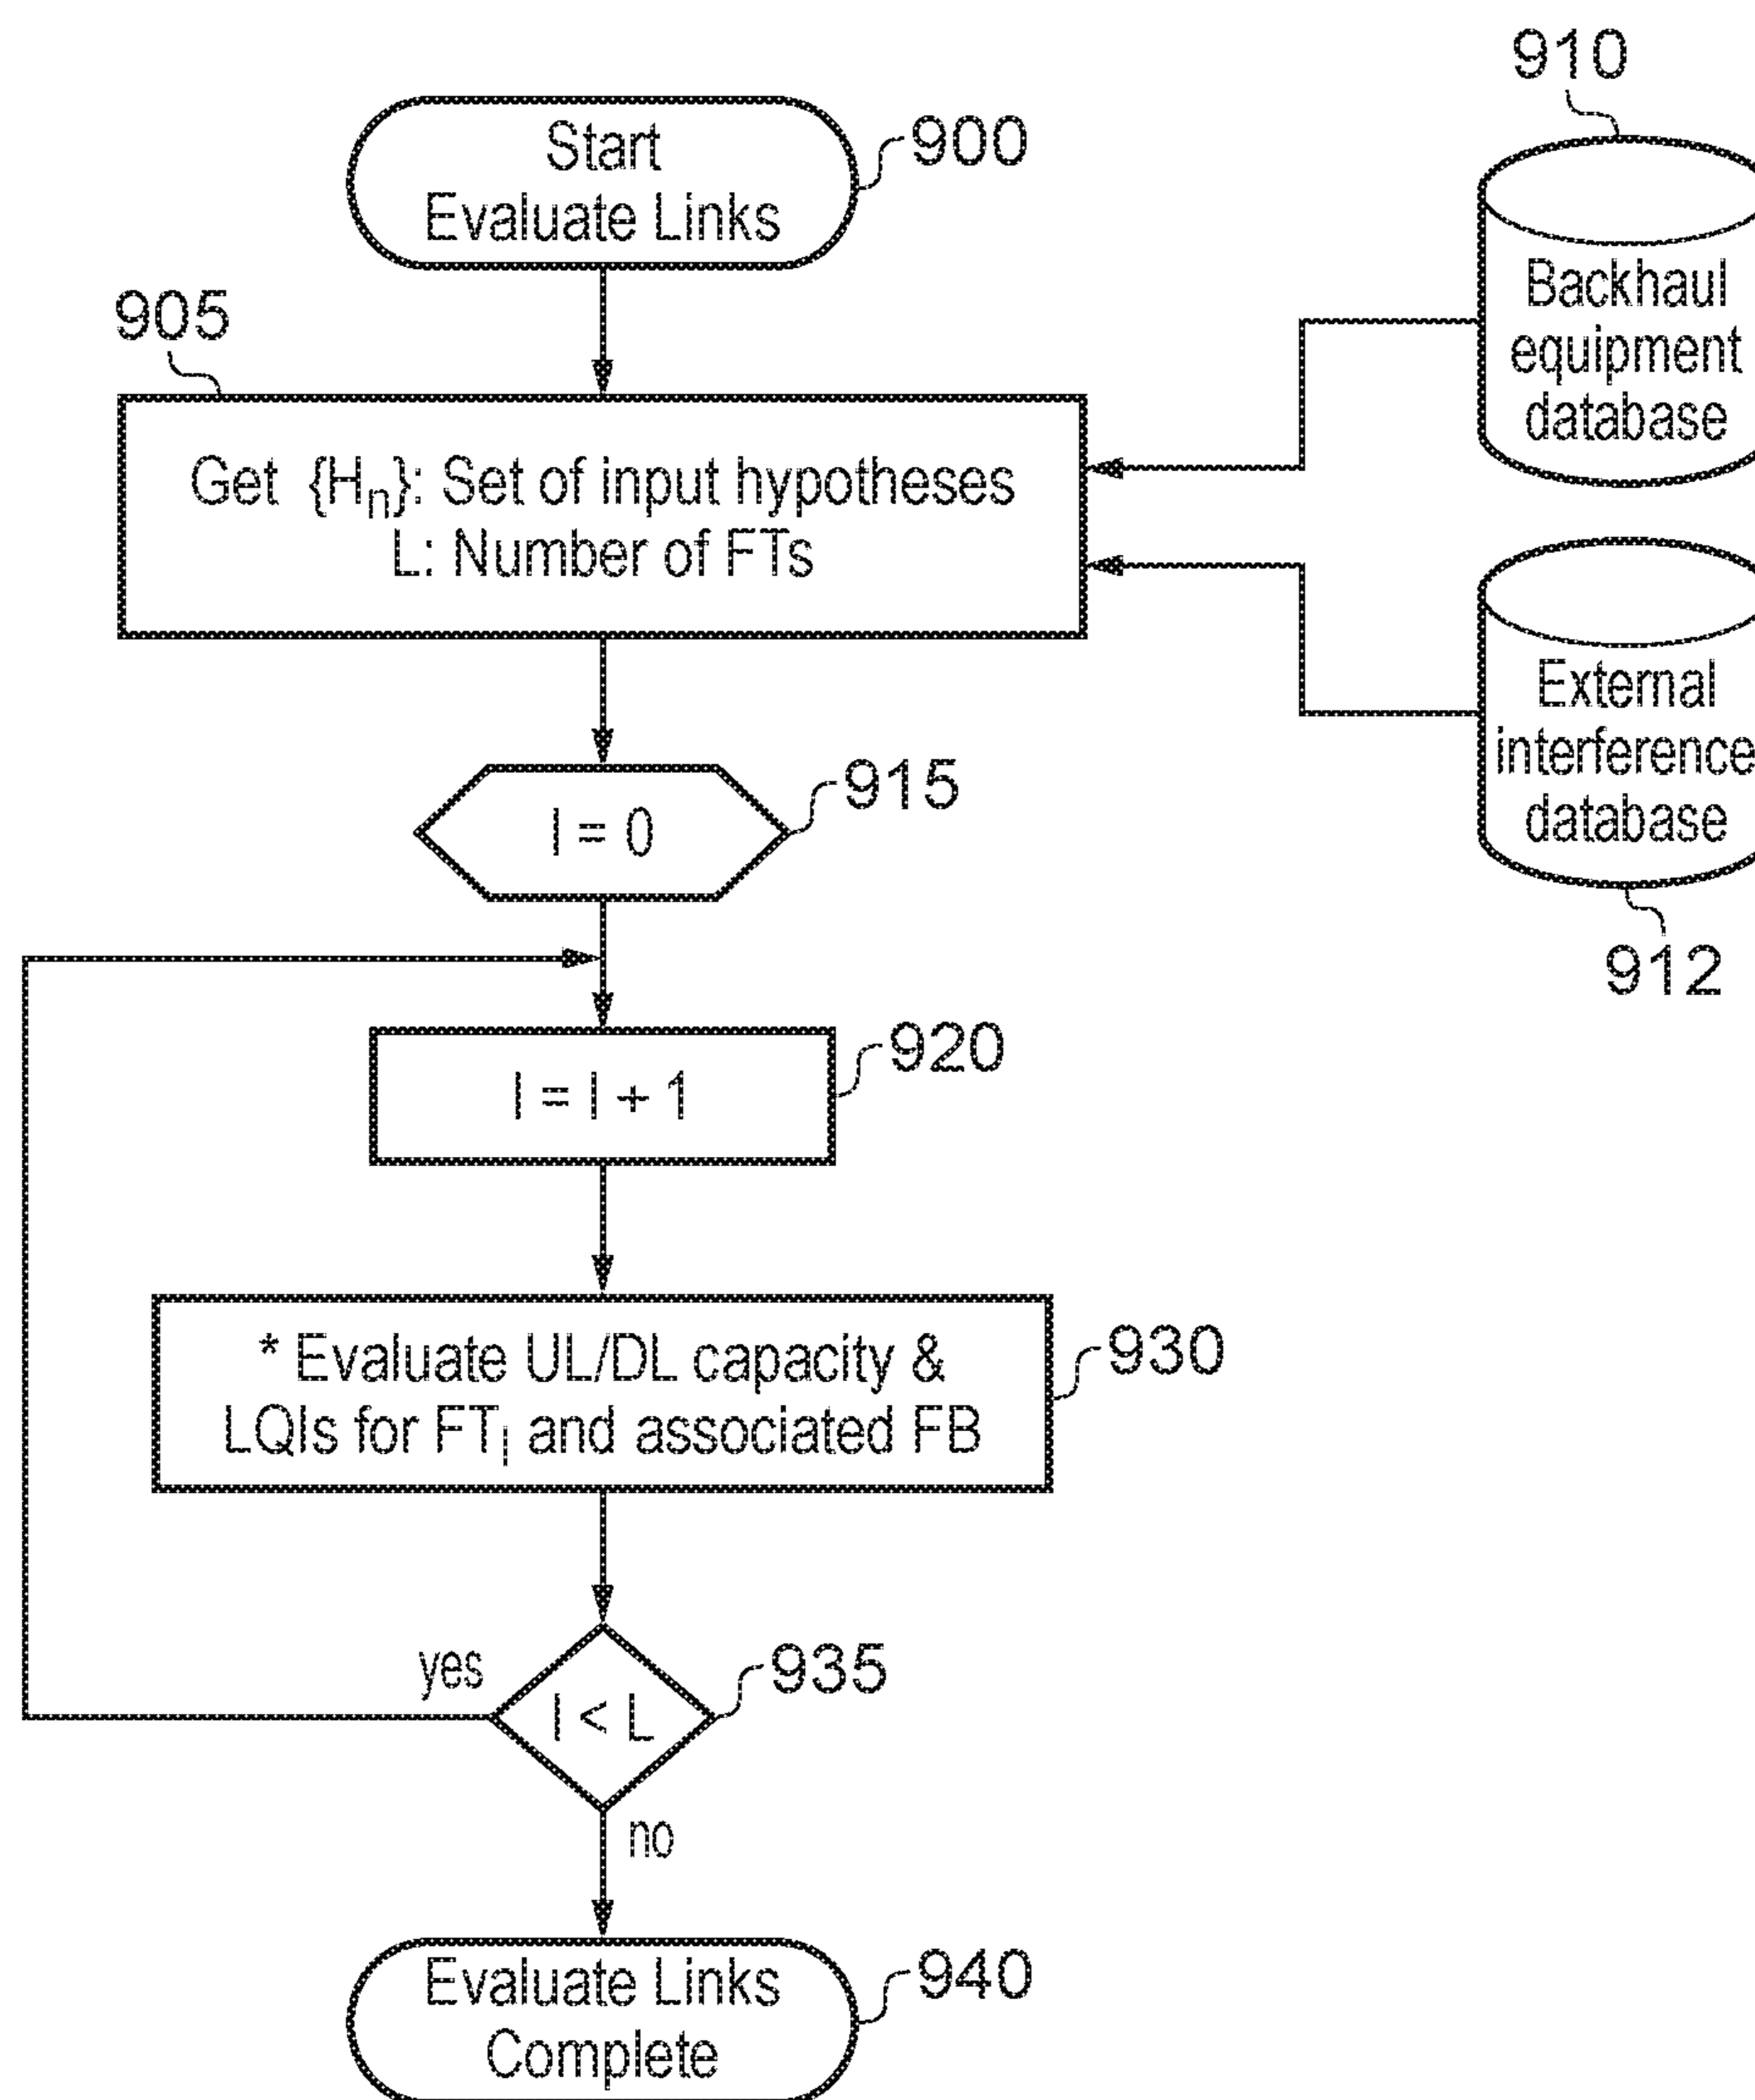 910
Start
Evaluate Links
900
Backhaul
equipment
database
905
Get {Hn}: Set of input hypotheses
L: Number of FTs
External
interference
database
912
l = 0
915
l = l + 1
920
* Evaluate UL/DL capacity &
LQIs for FTl and associated FB
930
yes
l < L
935
no
Evaluate Links
Complete
940